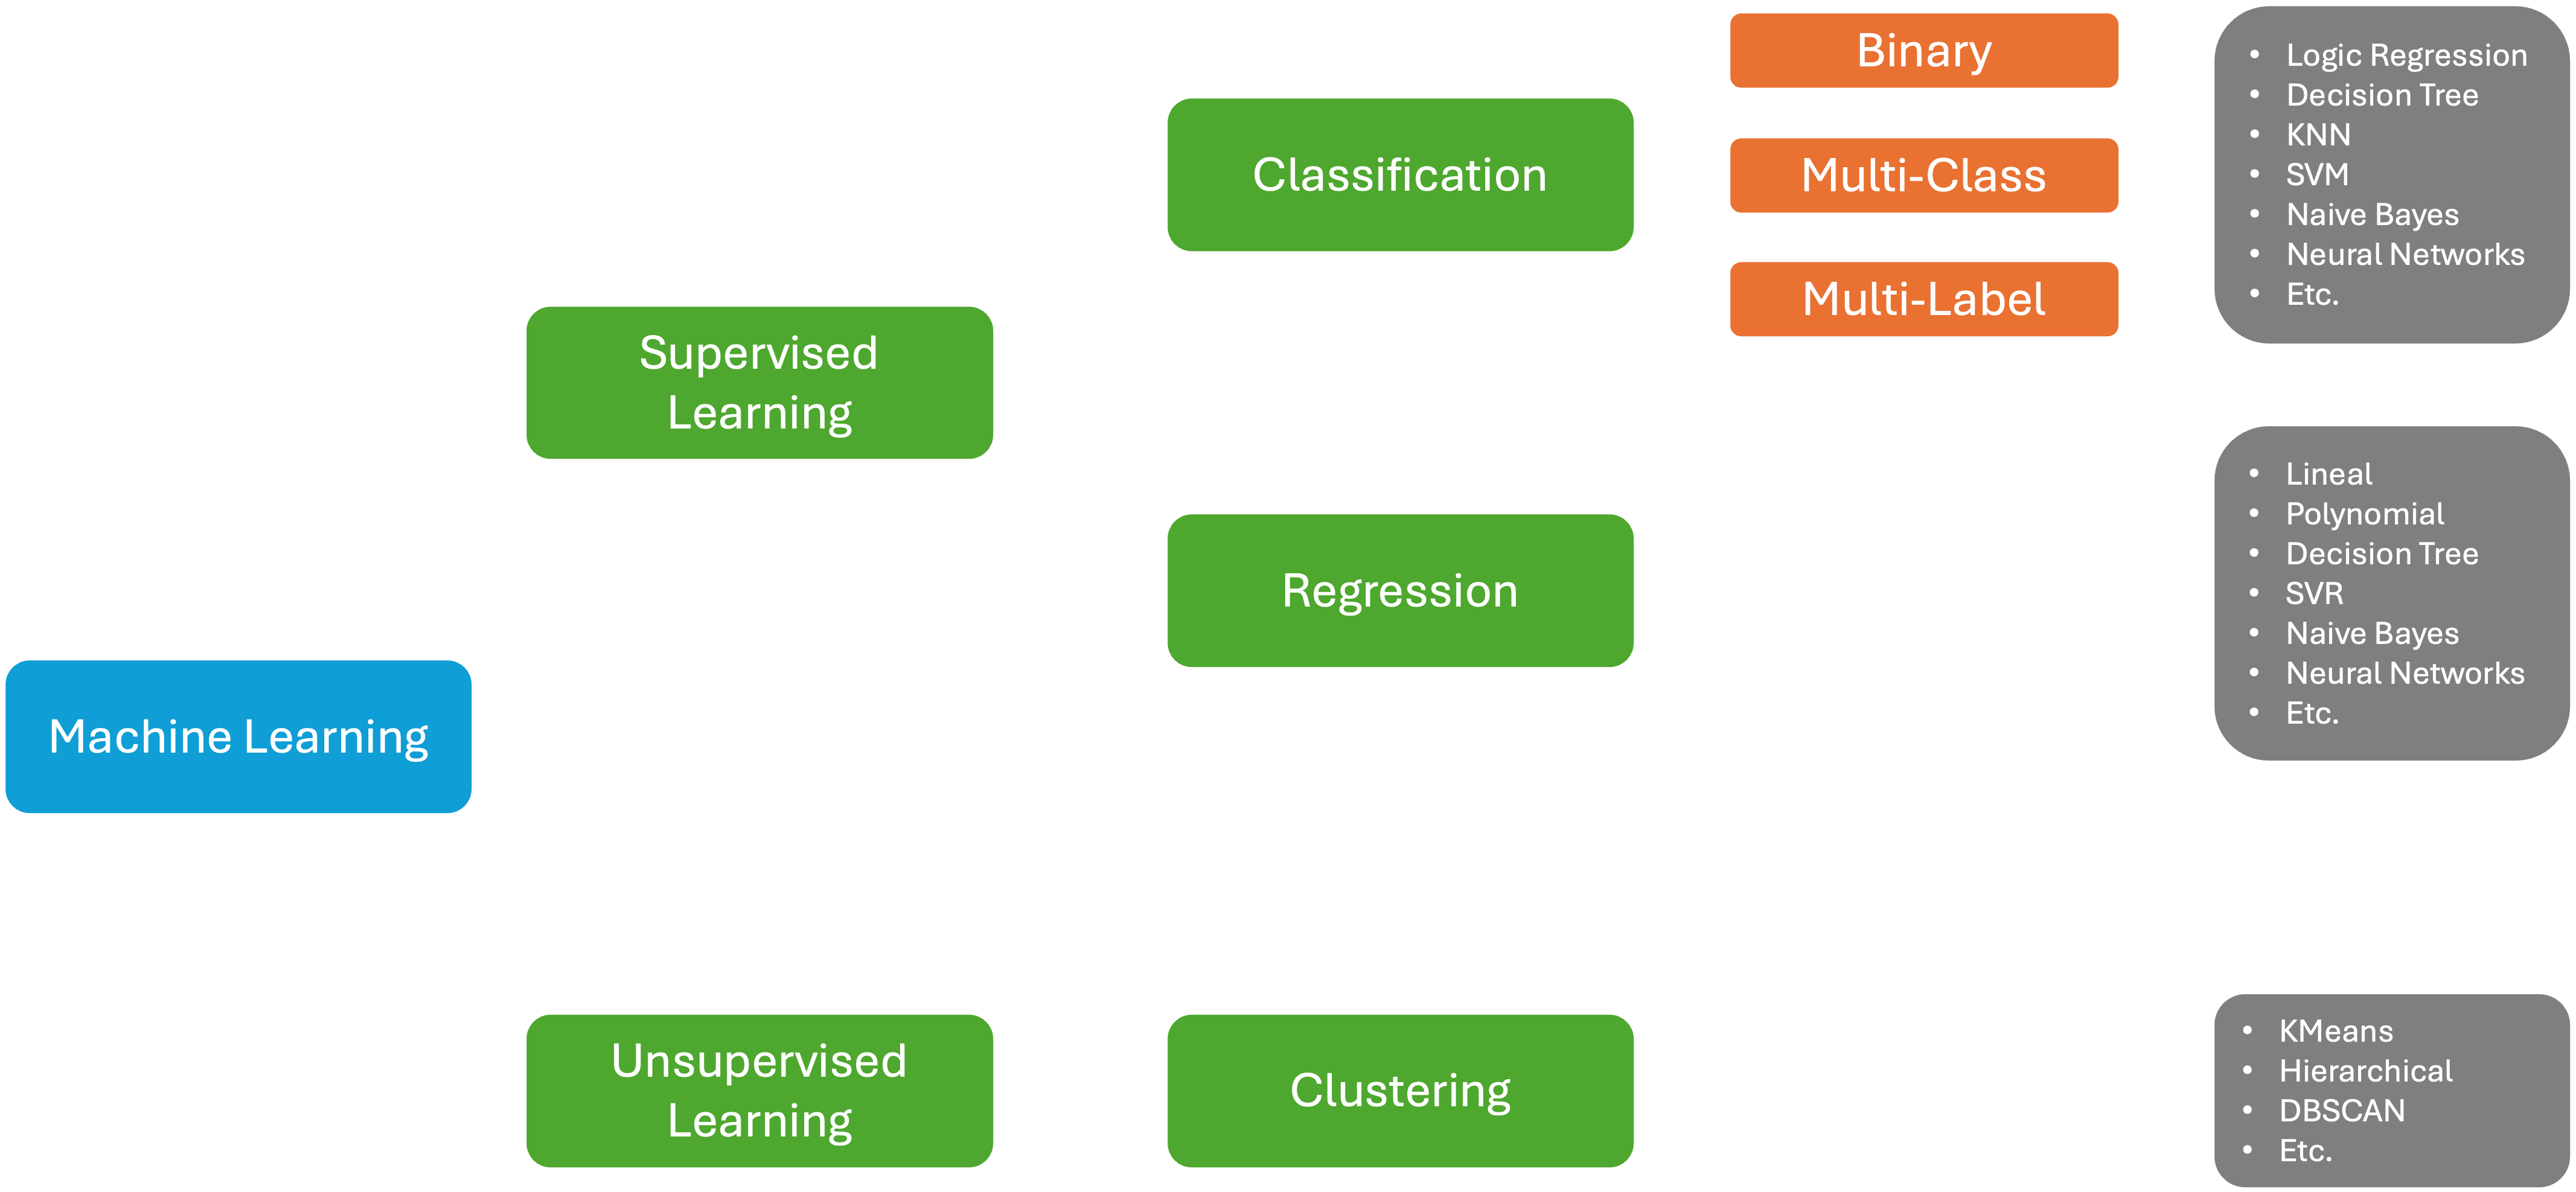 Machine Learning
Supervised
Learning
Unsupervised
Learning
Classification
Regression
Clustering
Binary
Multi-Class
Multi-Label
• Logic Regression
• Decision Tree
• KNN
• SVM
• Naive Bayes
• Neural Networks
• Etc.
• Lineal
• Polynomial
• Decision Tree
• SVR
• Naive Bayes
• Neural Networks
• Etc.
• KMeans
• Hierarchical
• DBSCAN
• Etc.